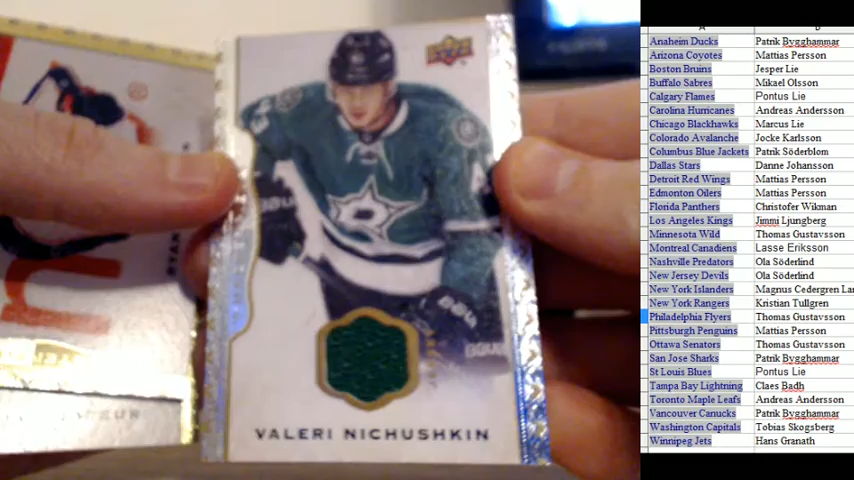 UPPER DECK
VALERI NICHUSHKIN
RYAN
Anaheim Ducks Patrik Bygghammar
Arizona Coyotes Mattias Persson
Boston Bruins Jesper Lie
Buffalo Sabres Mikael Olsson
Calgary Flames Pontus Lie
Carolina Hurricanes Andreas Andersson
Chicago Blackhawks Marcus Lie
Colorado Avalanche Jocke Karlsson
Columbus Blue Jackets Patrik Söderblom
Dallas Stars Danne Johansson
Detroit Red Wings Mattias Persson
Edmonton Oilers Mattias Persson
Florida Panthers Christofer Wikman
Los Angeles Kings Jimmi Ljungberg
Minnesota Wild Thomas Gustavsson
Montreal Canadiens Lasse Eriksson
Nashville Predators Ola Söderlind
New Jersey Devils Ola Söderlind
New York Islanders Magnus Cedergren Lar
New York Rangers Kristian Tullgren
Philadelphia Flyers Thomas Gustavsson
Pittsburgh Penguins Mattias Persson
Ottawa Senators Thomas Gustavsson
San Jose Sharks Patrik Bygghammar
St Louis Blues Pontus Lie
Tampa Bay Lightning Claes Badh
Toronto Maple Leafs Andreas Andersson
Vancouver Canucks Patrik Bygghammar
Washington Capitals Tobias Skogsberg
Winnipeg Jets Hans Granath